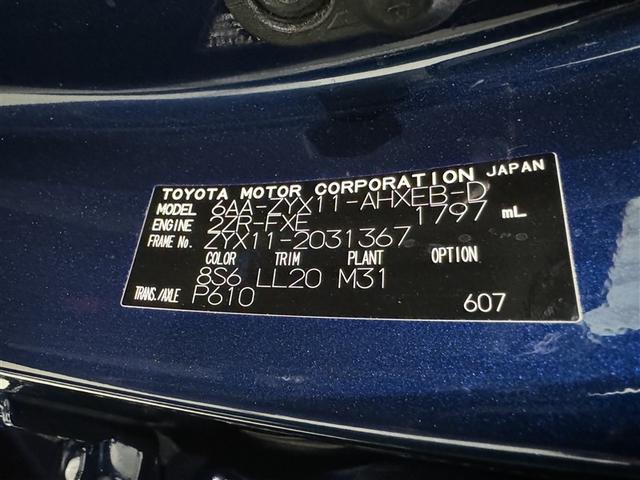 TOYOTA MOTOR CORPORATION JAPAN
MODEL 6AA-ZYX11-AHXEB-D
ENGINE 2ZR-FXE 1797 mL
FRAME No. ZYX11-2031367
COLOR TRIM PLANT OPTION
8S6 LL20 M31
TRANS./AXLE P610 607